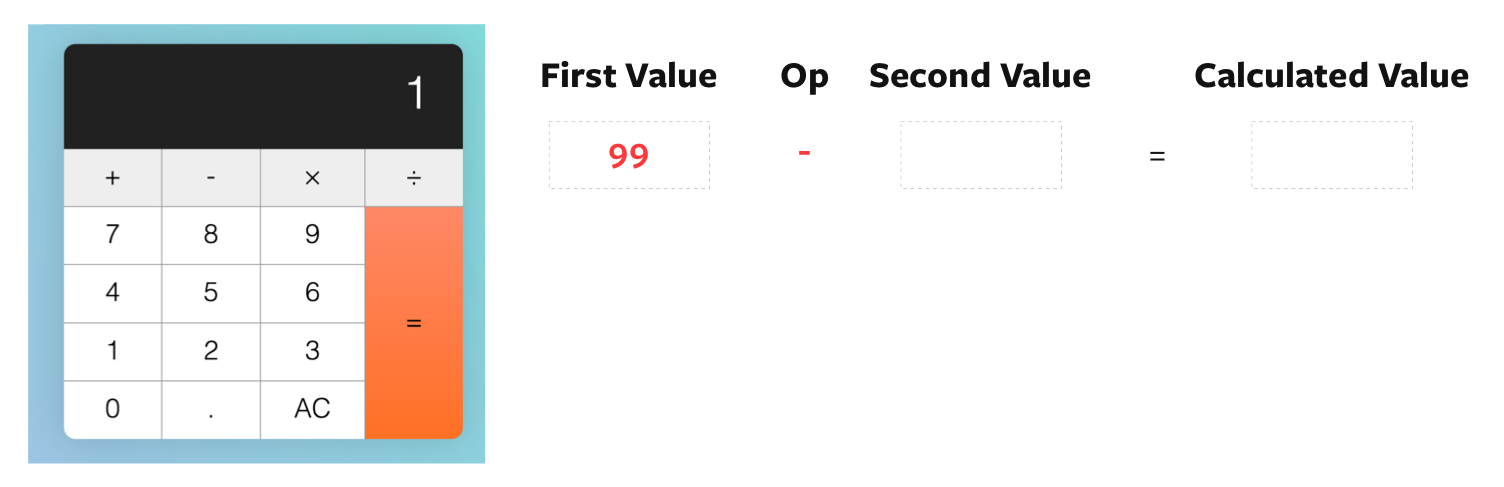 1
+ - × ÷
7 8 9
4 5 6
=
1 2 3
0 . AC
First Value Op Second Value Calculated Value
99 - =